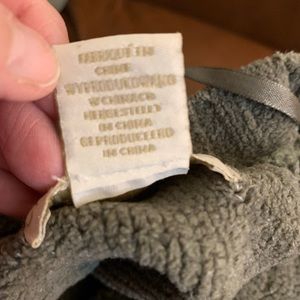 FABRIQUÉ EN
CHINE
WYPRODUKOWANO
W CHINACH
HERGESTELLT
IN CHINA
GEPRODUCEERD
IN CHINA